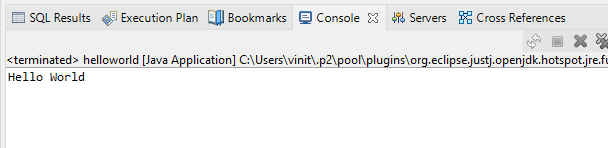 SQL Results Execution Plan Bookmarks Console Servers Cross References
<terminated> helloworld [Java Application] C:\Users\vinit\.p2\pool\plugins\org.eclipse.justj.openjdk.hotspot.jre.fu
Hello World